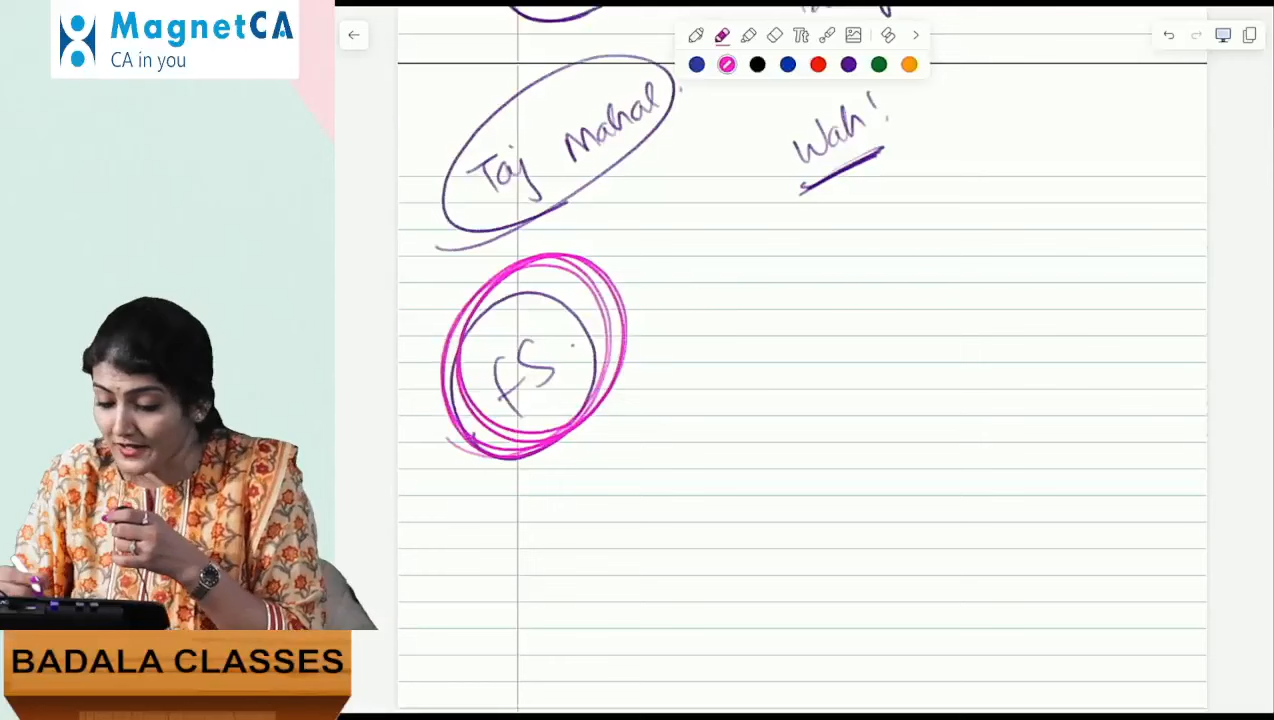 MagnetCA
CA in you
Taj Mahal
Wah!
FS
BADALA CLASSES